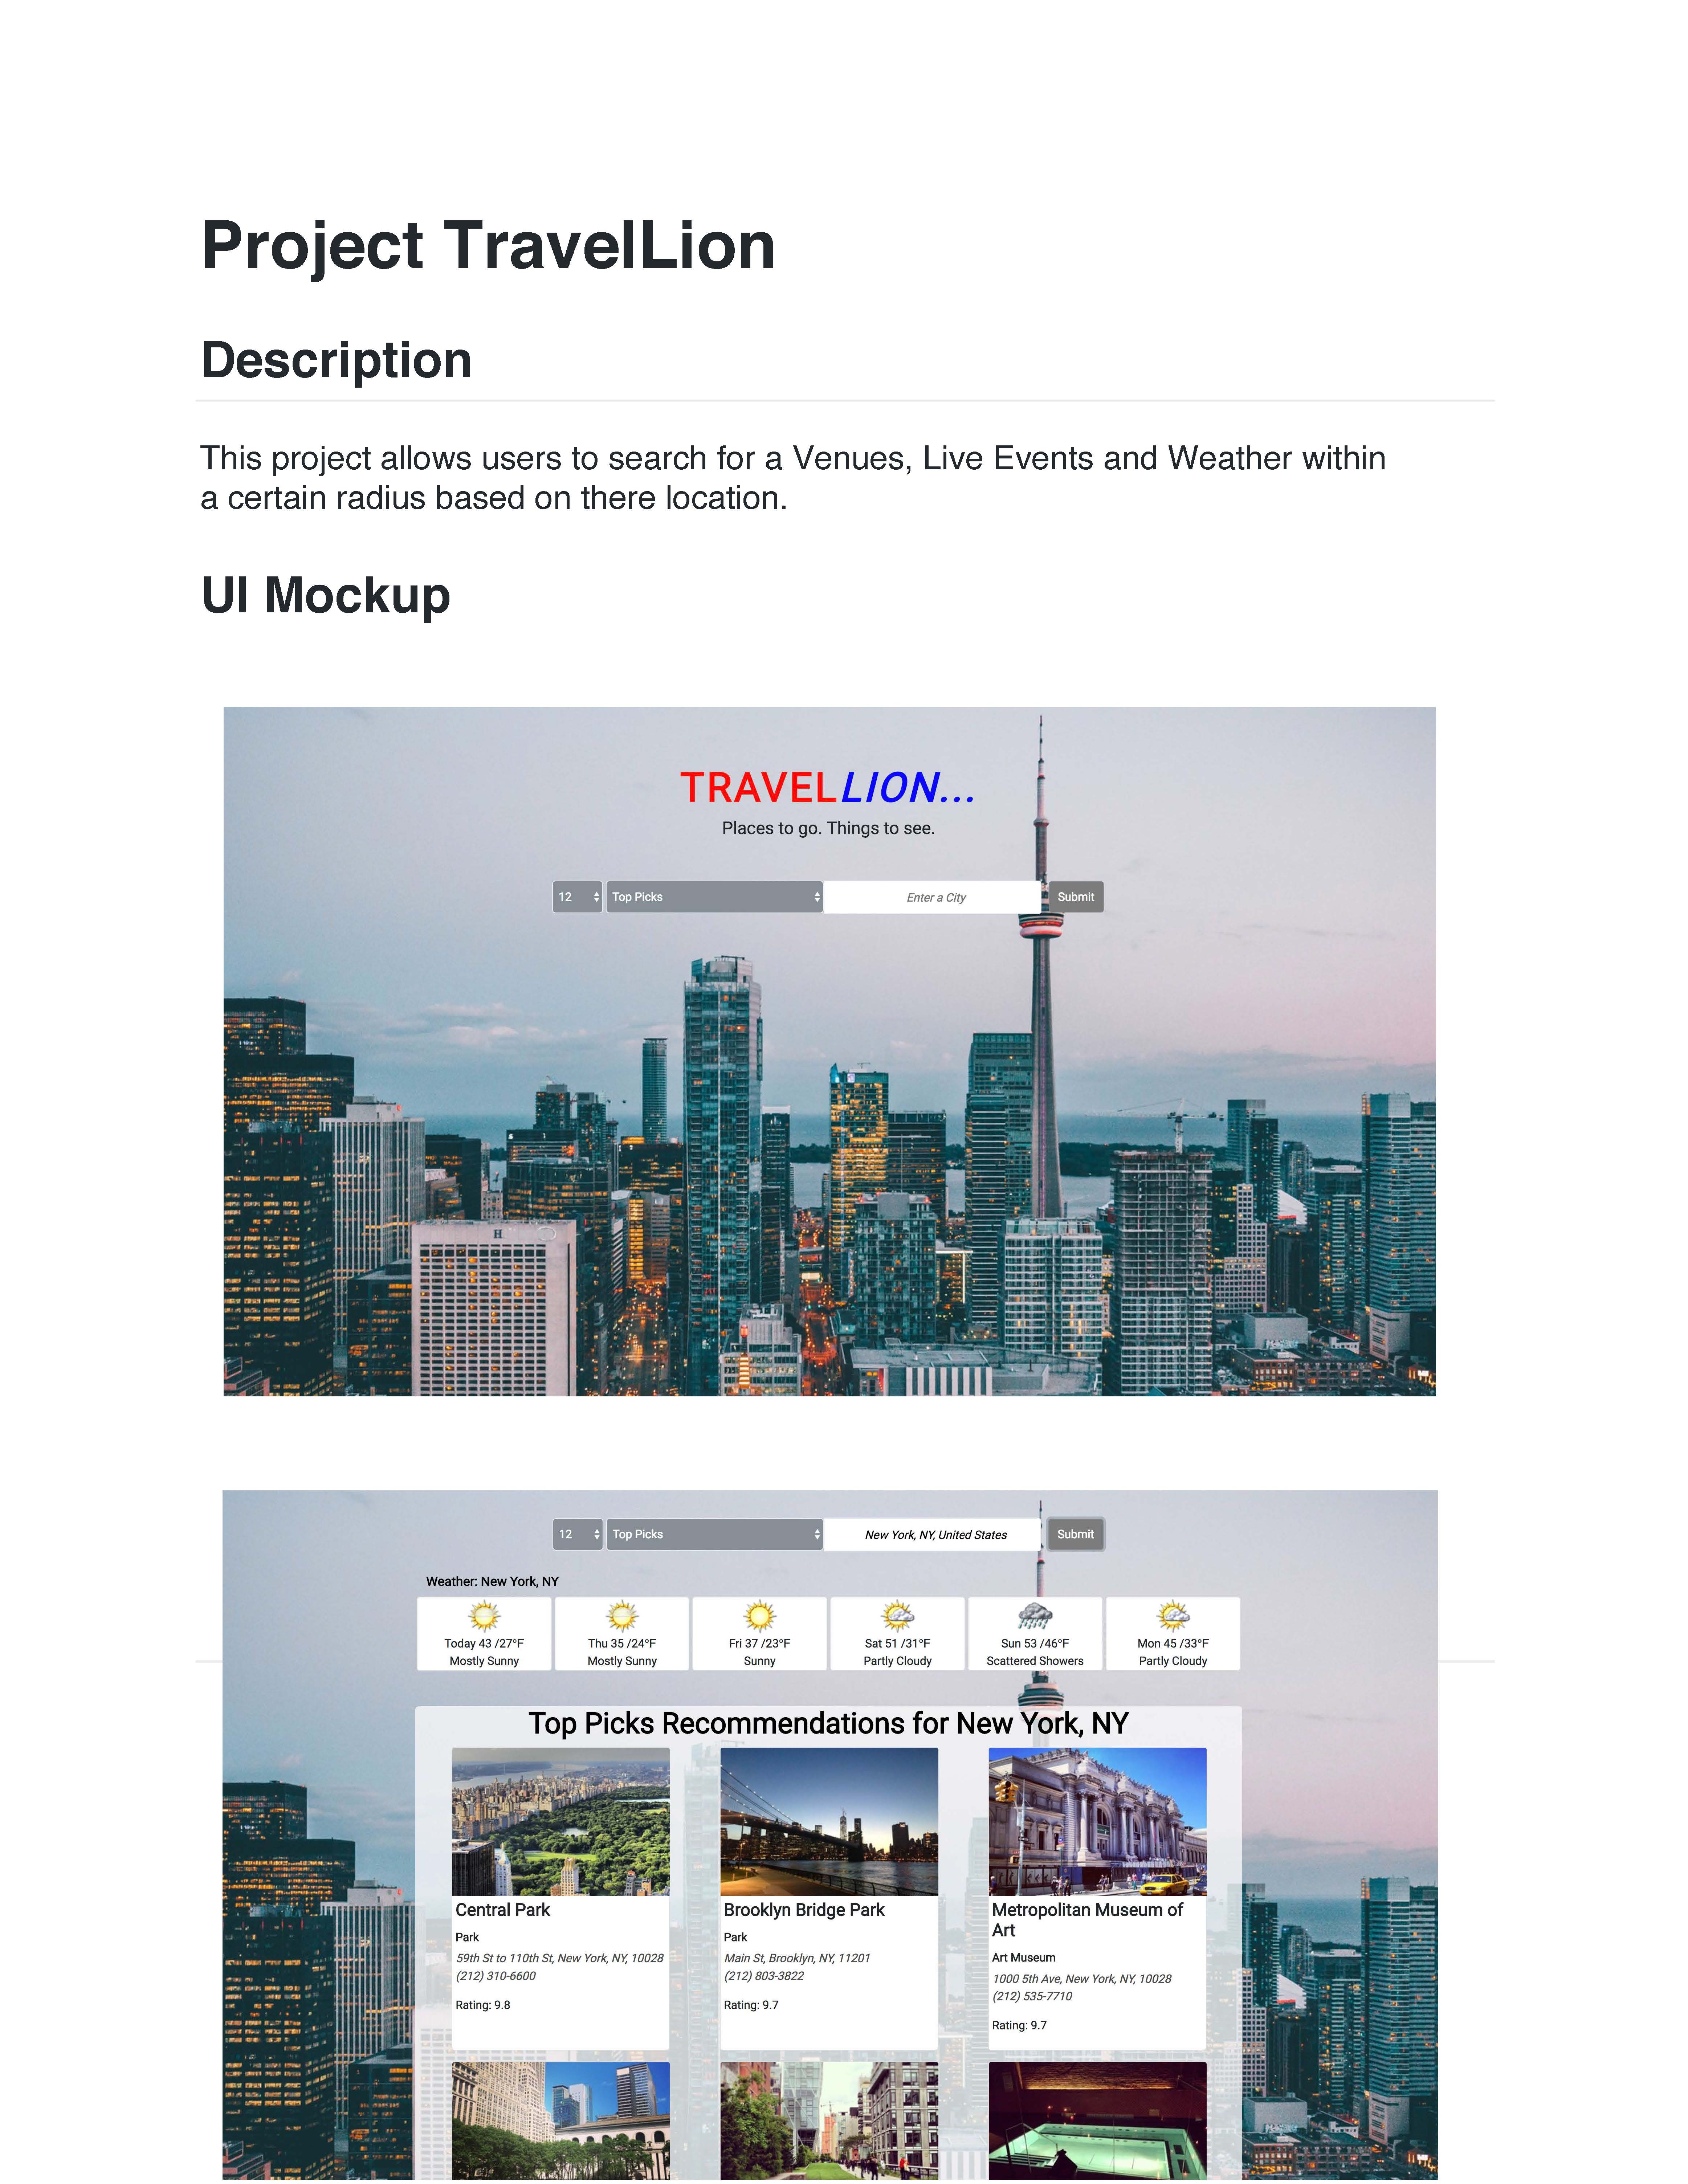 Project TravelLion
Description
This project allows users to search for a Venues, Live Events and Weather within
a certain radius based on there location.
UI Mockup
TRAVELLION...
Places to go. Things to see.
12 Top Picks Enter a City Submit
H
12 Top Picks New York, NY, United States Submit
Weather: New York, NY
Today 43 /27°F Thu 35 /24°F Fri 37 /23°F Sat 51 /31°F Sun 53 /46°F Mon 45 /33°F
Mostly Sunny Mostly Sunny Sunny Partly Cloudy Scattered Showers Partly Cloudy
Top Picks Recommendations for New York, NY
Central Park
Park
59th St to 110th St, New York, NY, 10028
(212) 310-6600
Rating: 9.8
Brooklyn Bridge Park
Park
Main St, Brooklyn, NY, 11201
(212) 803-3822
Rating: 9.7
Metropolitan Museum of
Art
Art Museum
1000 5th Ave, New York, NY, 10028
(212) 535-7710
Rating: 9.7